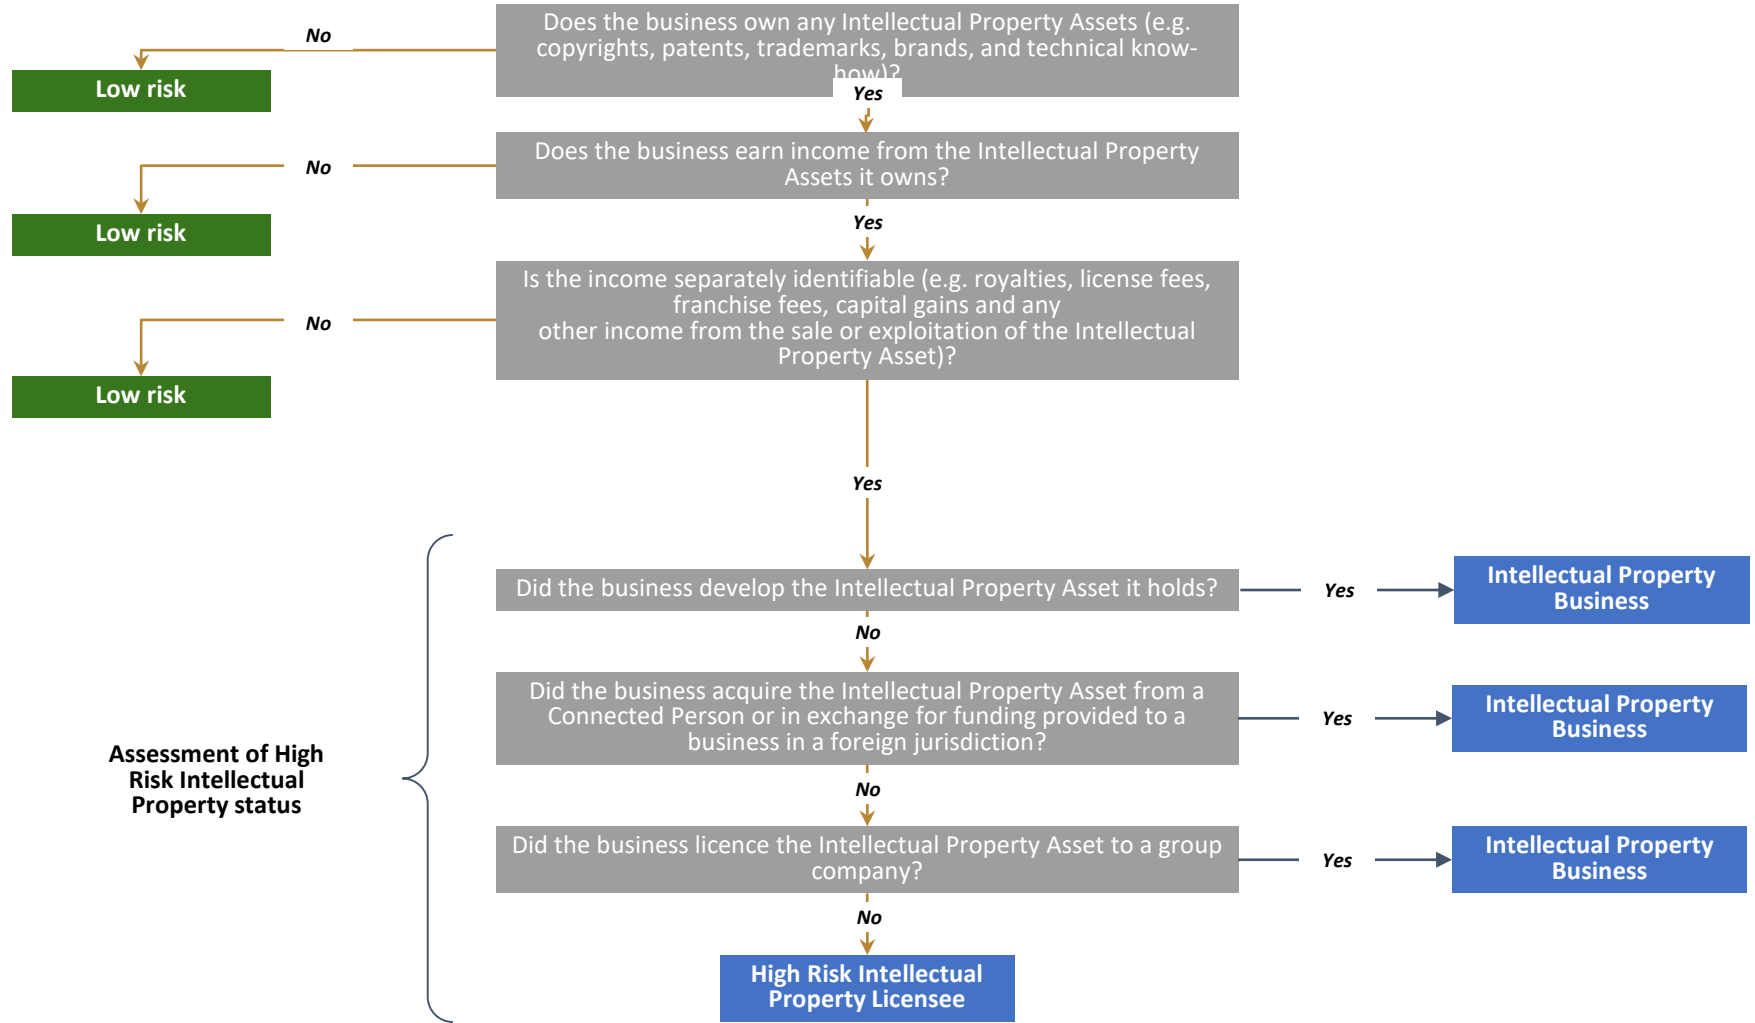 Does the business own any Intellectual Property Assets (e.g.
copyrights, patents, trademarks, brands, and technical know-
how)?
No
Low risk
Yes
Does the business earn income from the Intellectual Property
Assets it owns?
No
Low risk
Yes
Is the income separately identifiable (e.g. royalties, license fees,
franchise fees, capital gains and any
other income from the sale or exploitation of the Intellectual
Property Asset)?
No
Low risk
Yes
Assessment of High
Risk Intellectual
Property status
Did the business develop the Intellectual Property Asset it holds?
Yes
Intellectual Property
Business
No
Did the business acquire the Intellectual Property Asset from a
Connected Person or in exchange for funding provided to a
business in a foreign jurisdiction?
Yes
Intellectual Property
Business
No
Did the business licence the Intellectual Property Asset to a group
company?
Yes
Intellectual Property
Business
No
High Risk Intellectual
Property Licensee